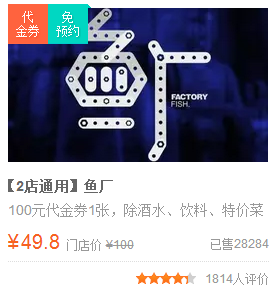 代
金券
免
预约
鱼厂
FACTORY
FISH.
【2店通用】鱼厂
100元代金券1张，除酒水、饮料、特价菜
¥49.8 门店价 ¥100 已售28284
1814人评价